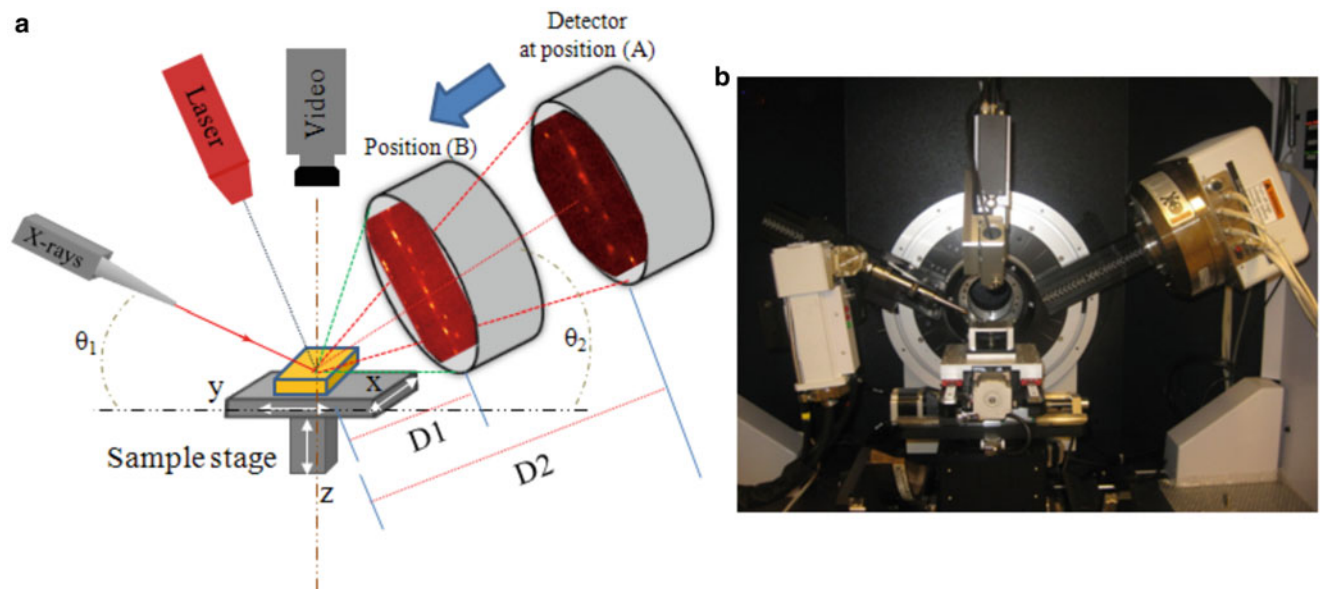 a
Detector
at position (A)
b
Laser
Video
Position (B)
X-rays
θ1
θ2
y
x
D1
D2
Sample stage
z